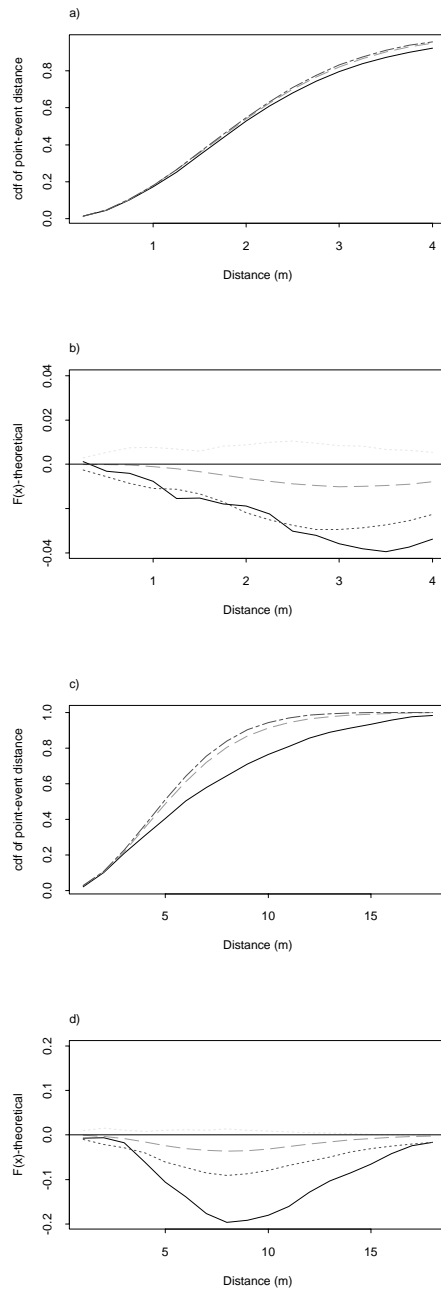 a)
cdf of point-event distance
0.0 0.2 0.4 0.6 0.8
1 2 3 4
Distance (m)
b)
F(x)-theoretical
-0.04 0.0 0.02 0.04
1 2 3 4
Distance (m)
c)
cdf of point-event distance
0.0 0.2 0.4 0.6 0.8 1.0
5 10 15
Distance (m)
d)
F(x)-theoretical
-0.2 -0.1 0.0 0.1 0.2
5 10 15
Distance (m)